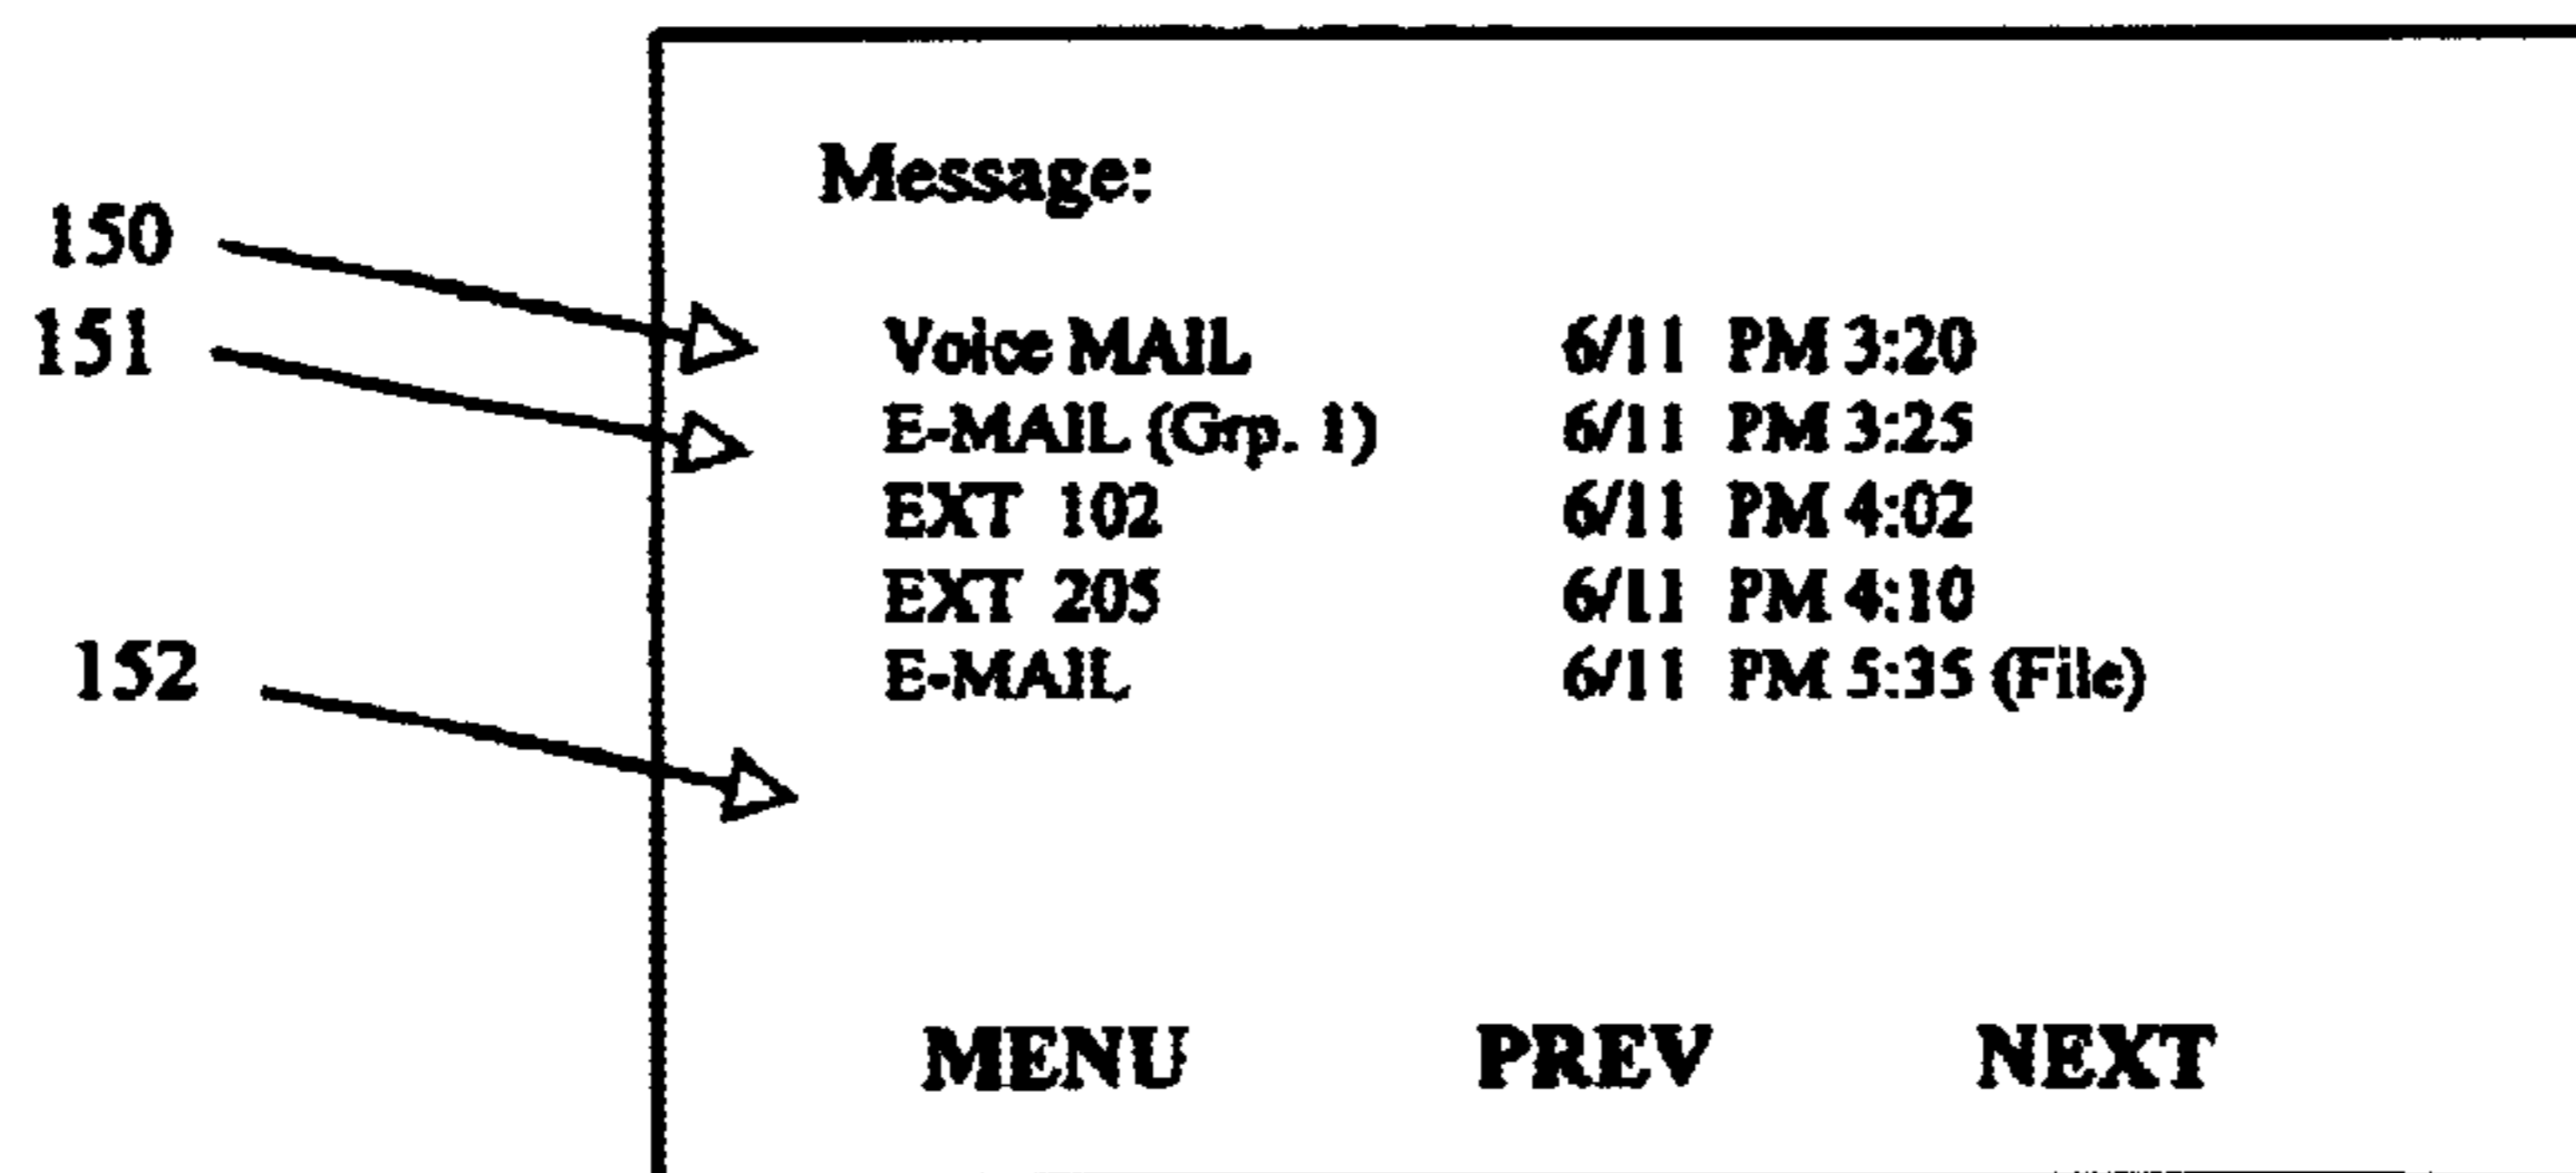 Message:
150
Voice MAIL 6/11 PM 3:20
151
E-MAIL (Grp. 1) 6/11 PM 3:25
EXT 102 6/11 PM 4:02
EXT 205 6/11 PM 4:10
152
E-MAIL 6/11 PM 5:35 (File)
MENU PREV NEXT